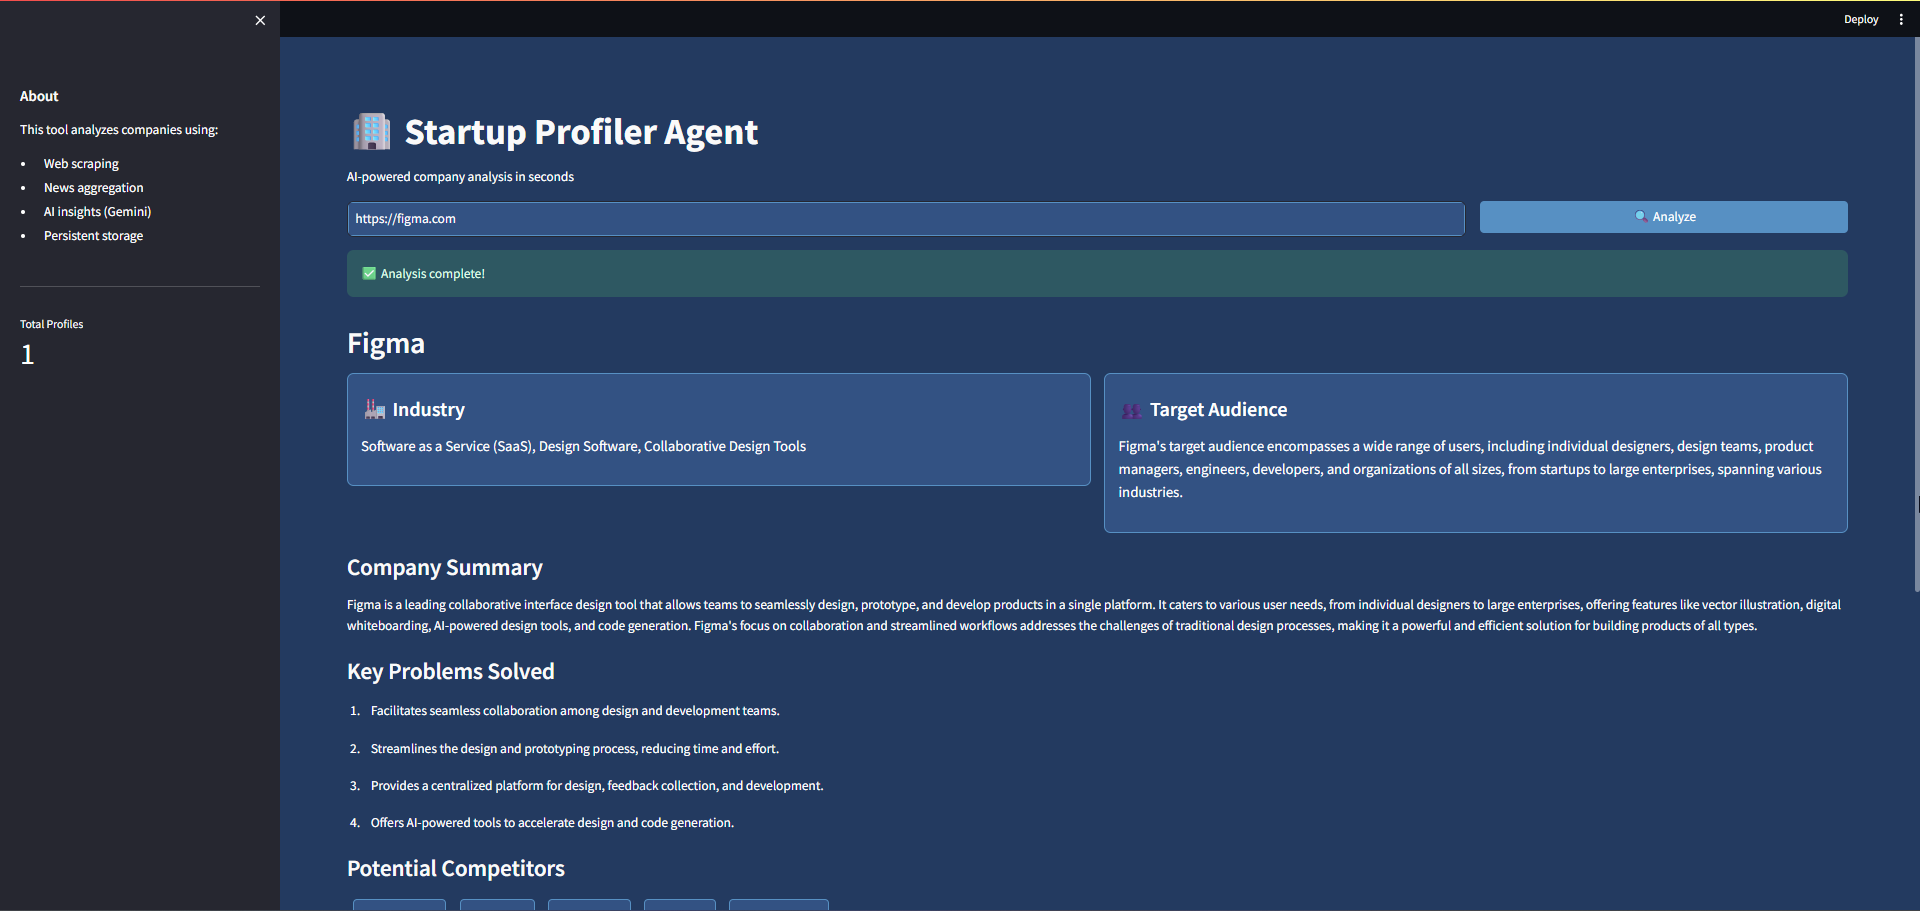 Deploy
About
This tool analyzes companies using:
• Web scraping
• News aggregation
• AI insights (Gemini)
• Persistent storage
Total Profiles
1
Startup Profiler Agent
AI-powered company analysis in seconds
https://figma.com
Analyze
Analysis complete!
Figma
Industry
Software as a Service (SaaS), Design Software, Collaborative Design Tools
Target Audience
Figma's target audience encompasses a wide range of users, including individual designers, design teams, product
managers, engineers, developers, and organizations of all sizes, from startups to large enterprises, spanning various
industries.
Company Summary
Figma is a leading collaborative interface design tool that allows teams to seamlessly design, prototype, and develop products in a single platform. It caters to various user needs, from individual designers to large enterprises, offering features like vector illustration, digital
whiteboarding, AI-powered design tools, and code generation. Figma's focus on collaboration and streamlined workflows addresses the challenges of traditional design processes, making it a powerful and efficient solution for building products of all types.
Key Problems Solved
1. Facilitates seamless collaboration among design and development teams.
2. Streamlines the design and prototyping process, reducing time and effort.
3. Provides a centralized platform for design, feedback collection, and development.
4. Offers AI-powered tools to accelerate design and code generation.
Potential Competitors